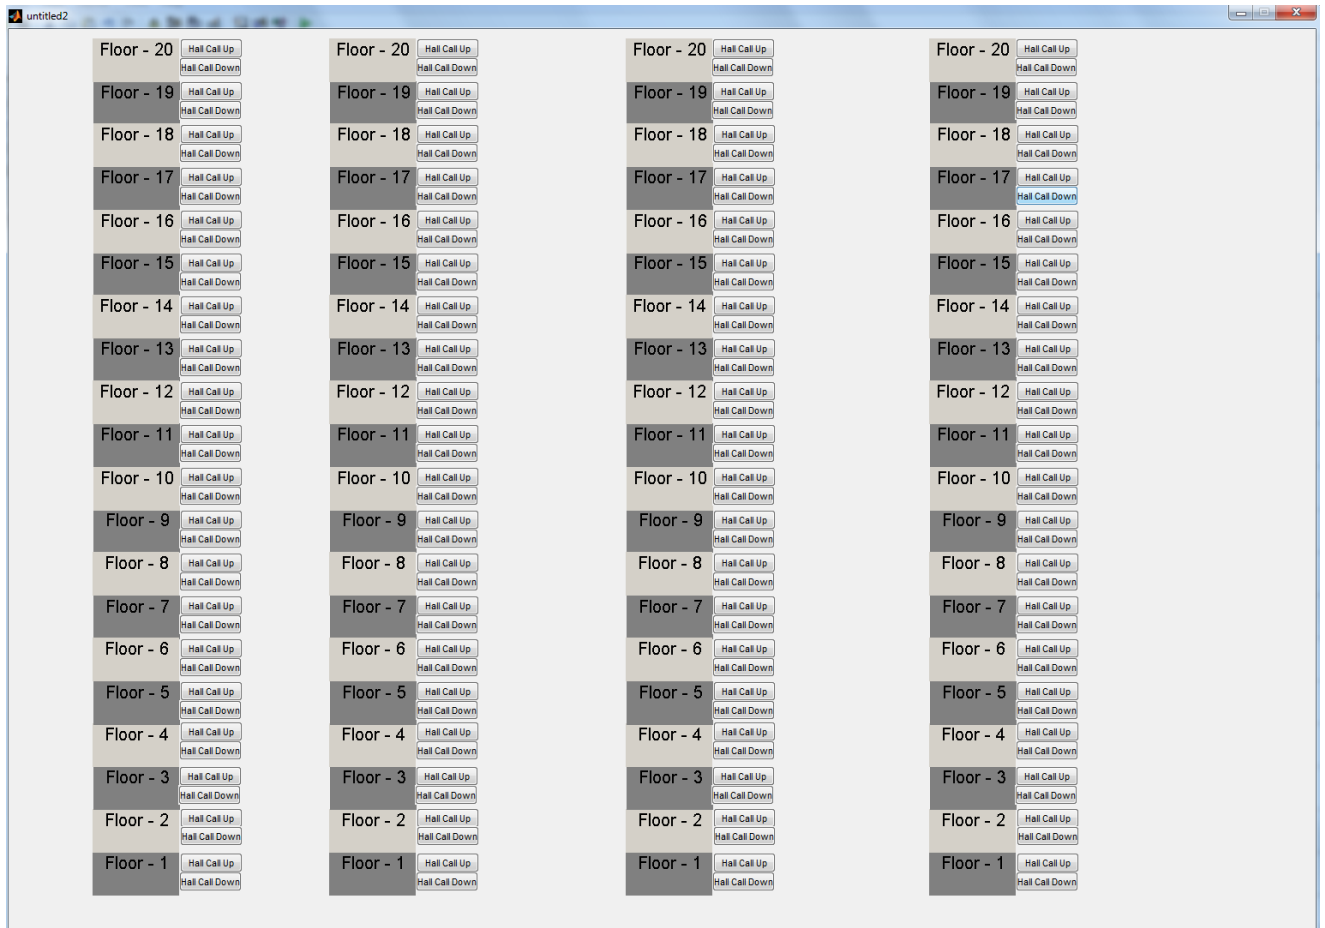 untitled2
Floor - 20 Hall Call Up Floor - 20 Hall Call Up Floor - 20 Hall Call Up Floor - 20 Hall Call Up
Hall Call Down Hall Call Down Hall Call Down Hall Call Down
Floor - 19 Hall Call Up Floor - 19 Hall Call Up Floor - 19 Hall Call Up Floor - 19 Hall Call Up
Hall Call Down Hall Call Down Hall Call Down Hall Call Down
Floor - 18 Hall Call Up Floor - 18 Hall Call Up Floor - 18 Hall Call Up Floor - 18 Hall Call Up
Hall Call Down Hall Call Down Hall Call Down Hall Call Down
Floor - 17 Hall Call Up Floor - 17 Hall Call Up Floor - 17 Hall Call Up Floor - 17 Hall Call Up
Hall Call Down Hall Call Down Hall Call Down Hall Call Down
Floor - 16 Hall Call Up Floor - 16 Hall Call Up Floor - 16 Hall Call Up Floor - 16 Hall Call Up
Hall Call Down Hall Call Down Hall Call Down Hall Call Down
Floor - 15 Hall Call Up Floor - 15 Hall Call Up Floor - 15 Hall Call Up Floor - 15 Hall Call Up
Hall Call Down Hall Call Down Hall Call Down Hall Call Down
Floor - 14 Hall Call Up Floor - 14 Hall Call Up Floor - 14 Hall Call Up Floor - 14 Hall Call Up
Hall Call Down Hall Call Down Hall Call Down Hall Call Down
Floor - 13 Hall Call Up Floor - 13 Hall Call Up Floor - 13 Hall Call Up Floor - 13 Hall Call Up
Hall Call Down Hall Call Down Hall Call Down Hall Call Down
Floor - 12 Hall Call Up Floor - 12 Hall Call Up Floor - 12 Hall Call Up Floor - 12 Hall Call Up
Hall Call Down Hall Call Down Hall Call Down Hall Call Down
Floor - 11 Hall Call Up Floor - 11 Hall Call Up Floor - 11 Hall Call Up Floor - 11 Hall Call Up
Hall Call Down Hall Call Down Hall Call Down Hall Call Down
Floor - 10 Hall Call Up Floor - 10 Hall Call Up Floor - 10 Hall Call Up Floor - 10 Hall Call Up
Hall Call Down Hall Call Down Hall Call Down Hall Call Down
Floor - 9 Hall Call Up Floor - 9 Hall Call Up Floor - 9 Hall Call Up Floor - 9 Hall Call Up
Hall Call Down Hall Call Down Hall Call Down Hall Call Down
Floor - 8 Hall Call Up Floor - 8 Hall Call Up Floor - 8 Hall Call Up Floor - 8 Hall Call Up
Hall Call Down Hall Call Down Hall Call Down Hall Call Down
Floor - 7 Hall Call Up Floor - 7 Hall Call Up Floor - 7 Hall Call Up Floor - 7 Hall Call Up
Hall Call Down Hall Call Down Hall Call Down Hall Call Down
Floor - 6 Hall Call Up Floor - 6 Hall Call Up Floor - 6 Hall Call Up Floor - 6 Hall Call Up
Hall Call Down Hall Call Down Hall Call Down Hall Call Down
Floor - 5 Hall Call Up Floor - 5 Hall Call Up Floor - 5 Hall Call Up Floor - 5 Hall Call Up
Hall Call Down Hall Call Down Hall Call Down Hall Call Down
Floor - 4 Hall Call Up Floor - 4 Hall Call Up Floor - 4 Hall Call Up Floor - 4 Hall Call Up
Hall Call Down Hall Call Down Hall Call Down Hall Call Down
Floor - 3 Hall Call Up Floor - 3 Hall Call Up Floor - 3 Hall Call Up Floor - 3 Hall Call Up
Hall Call Down Hall Call Down Hall Call Down Hall Call Down
Floor - 2 Hall Call Up Floor - 2 Hall Call Up Floor - 2 Hall Call Up Floor - 2 Hall Call Up
Hall Call Down Hall Call Down Hall Call Down Hall Call Down
Floor - 1 Hall Call Up Floor - 1 Hall Call Up Floor - 1 Hall Call Up Floor - 1 Hall Call Up
Hall Call Down Hall Call Down Hall Call Down Hall Call Down